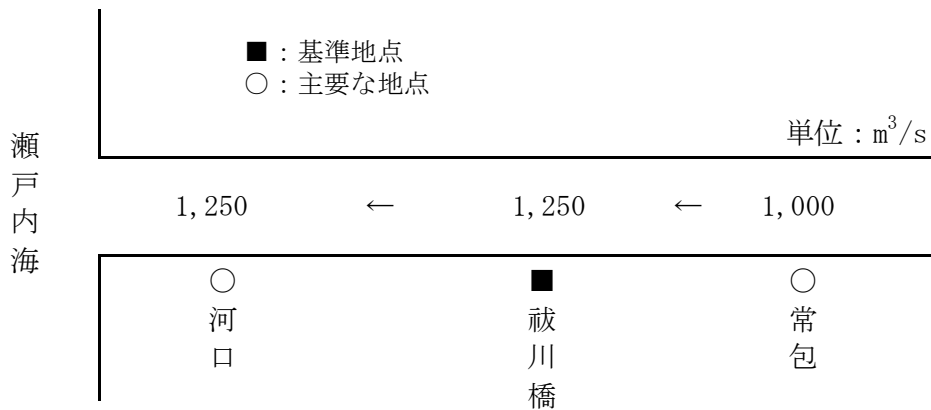 ■：基準地点
○：主要な地点
単位：m³/s
瀬戸内海
1,250 ← 1,250 ← 1,000
○ ■ ○
河口
祓川橋
常包